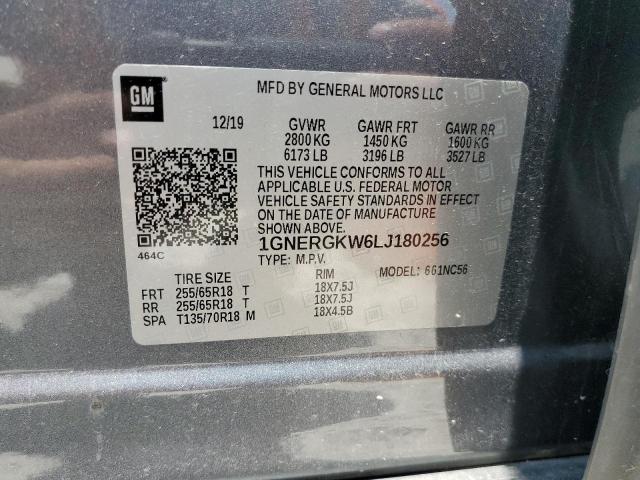 GM
MFD BY GENERAL MOTORS LLC
12/19 GVWR GAWR FRT GAWR RR
2800 KG 1450 KG 1600 KG
6173 LB 3196 LB 3527 LB
THIS VEHICLE CONFORMS TO ALL
APPLICABLE U.S. FEDERAL MOTOR
VEHICLE SAFETY STANDARDS IN EFFECT
ON THE DATE OF MANUFACTURE
SHOWN ABOVE.
464C
1GNERGKW6LJ180256
TYPE: M.P.V. MODEL: 661NC56
TIRE SIZE RIM
FRT 255/65R18 T 18X7.5J
RR 255/65R18 T 18X7.5J
SPA T135/70R18 M 18X4.5B